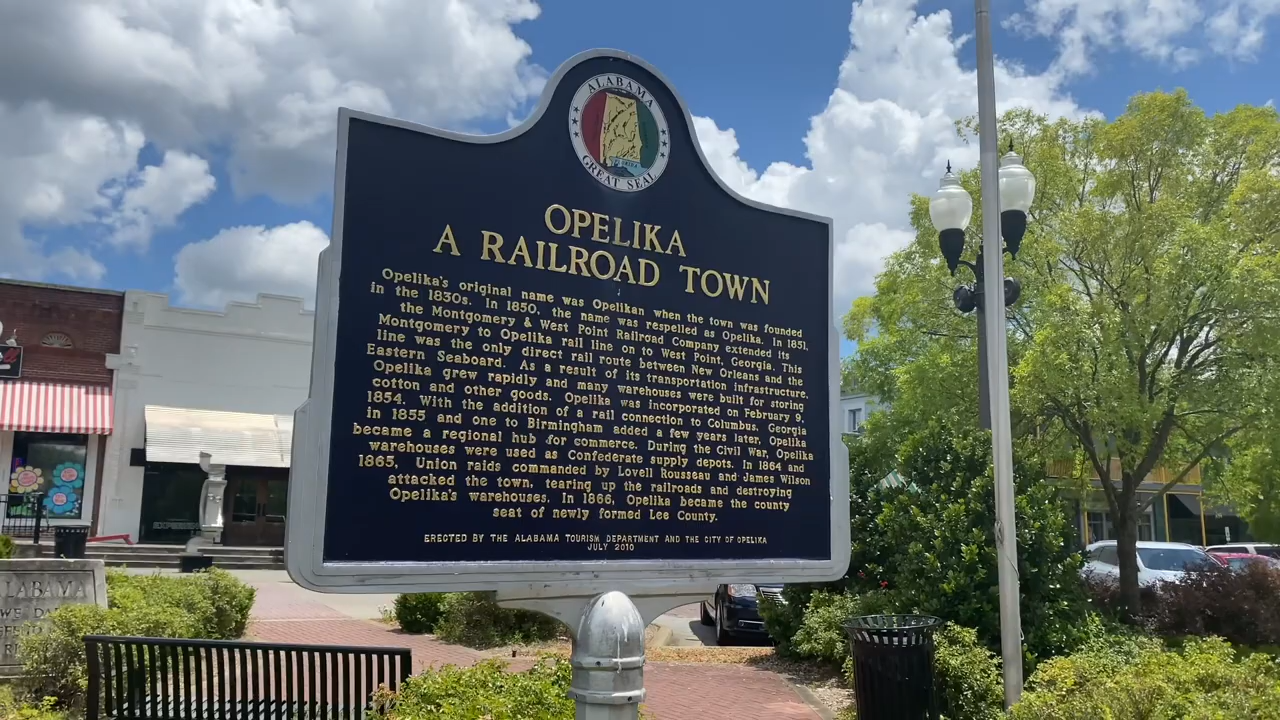 ALABAMA
GREAT SEAL
OPELIKA
A RAILROAD TOWN
Opelika's original name was Opelikan when the town was founded
in the 1830s. In 1850, the name was respelled as Opelika. In 1851,
the Montgomery & West Point Railroad Company extended its
Montgomery to Opelika rail line on to West Point, Georgia. This
line was the only direct rail route between New Orleans and the
Eastern Seaboard. As a result of its transportation infrastructure,
Opelika grew rapidly and many warehouses were built for storing
cotton and other goods. Opelika was incorporated on February 9,
1854. With the addition of a rail connection to Columbus, Georgia
in 1855 and one to Birmingham added a few years later, Opelika
became a regional hub for commerce. During the Civil War, Opelika
warehouses were used as Confederate supply depots. In 1864 and
1865, Union raids commanded by Lovell Rousseau and James Wilson
attacked the town, tearing up the railroads and destroying
Opelika's warehouses. In 1866, Opelika became the county
seat of newly formed Lee County.
ERECTED BY THE ALABAMA TOURISM DEPARTMENT AND THE CITY OF OPELIKA
JULY 2010